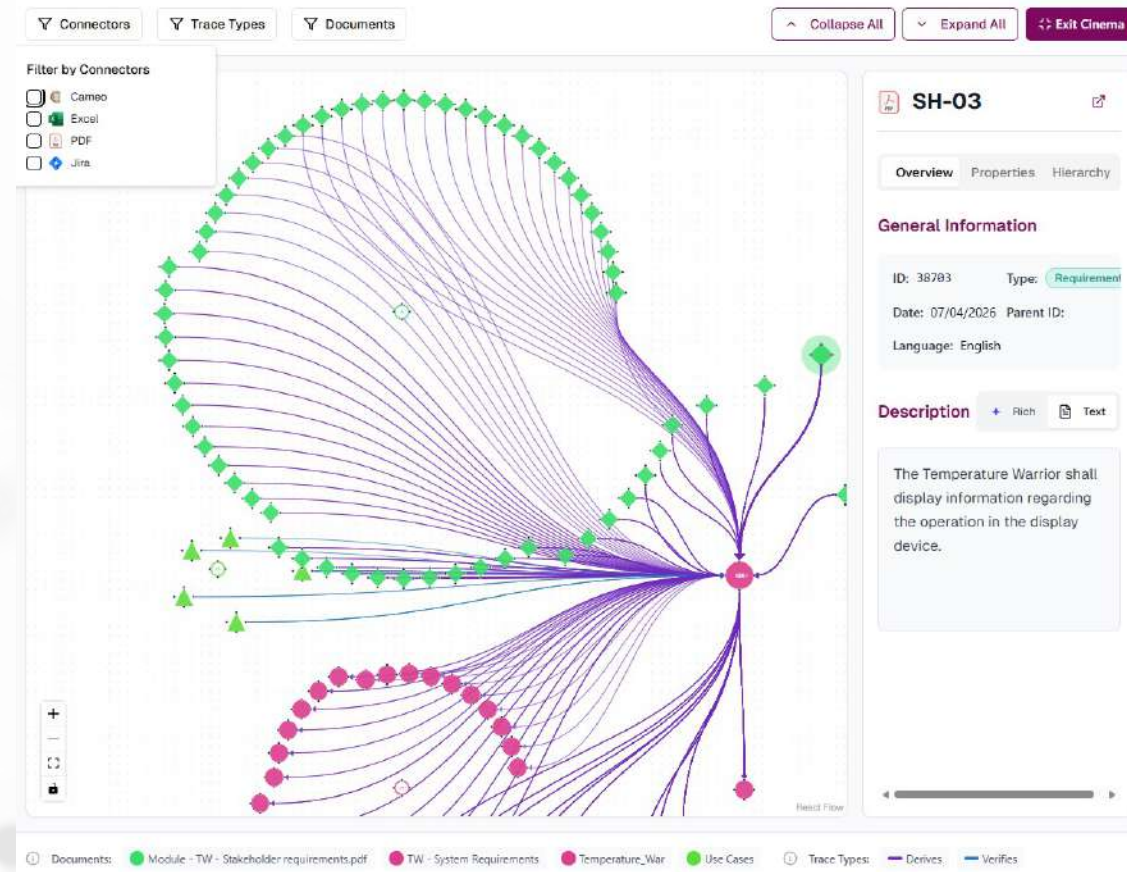 Connectors
Trace Types
Documents
Collapse All
Expand All
Exit Cinema
Filter by Connectors
Cameo
Excel
PDF
Jira
SH-03
Overview Properties Hierarchy
General Information
ID: 38703 Type: Requirement
Date: 07/04/2026 Parent ID:
Language: English
Description
Rich
Text
The Temperature Warrior shall
display information regarding
the operation in the display
device.
React Flow
Documents: Module - TW - Stakeholder requirements.pdf TW - System Requirements Temperature_War Use Cases Trace Types: Derives Verifies